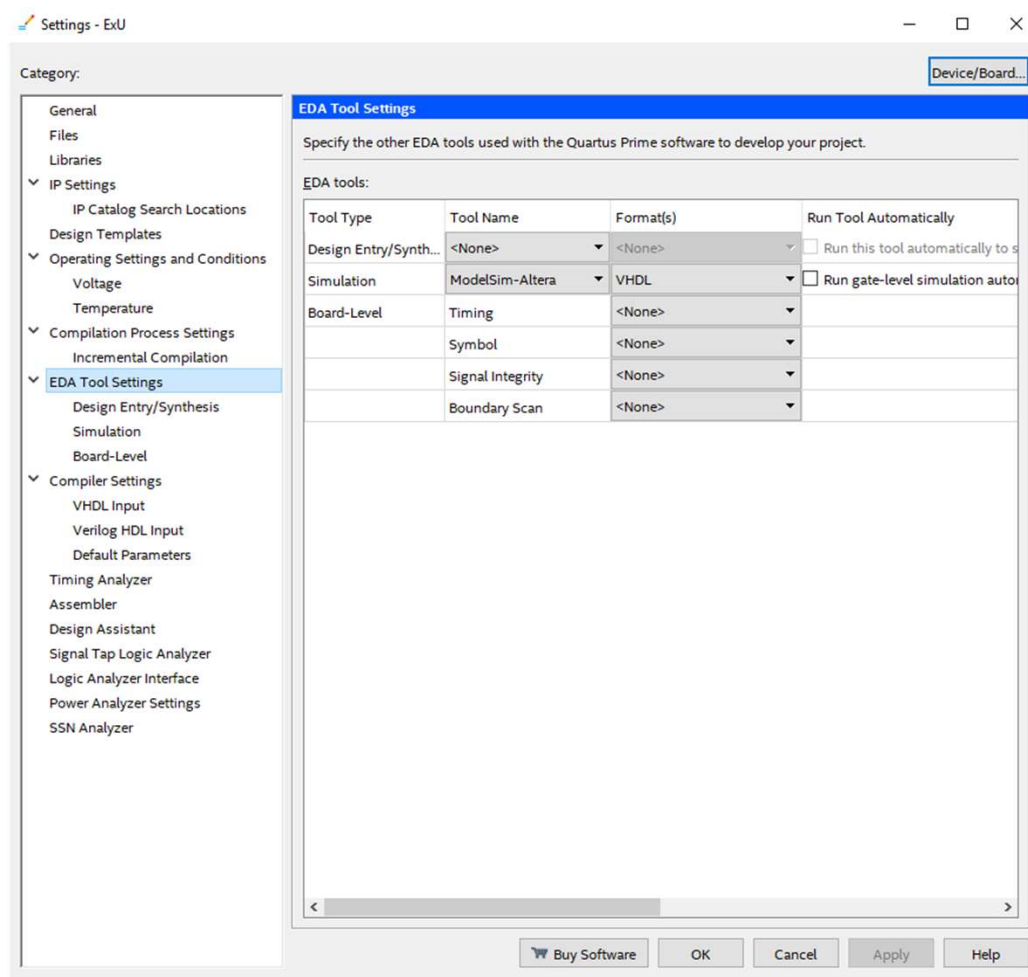 Settings - ExU
Category:
Device/Board...
General
Files
Libraries
IP Settings
IP Catalog Search Locations
Design Templates
Operating Settings and Conditions
Voltage
Temperature
Compilation Process Settings
Incremental Compilation
EDA Tool Settings
Design Entry/Synthesis
Simulation
Board-Level
Compiler Settings
VHDL Input
Verilog HDL Input
Default Parameters
Timing Analyzer
Assembler
Design Assistant
Signal Tap Logic Analyzer
Logic Analyzer Interface
Power Analyzer Settings
SSN Analyzer
EDA Tool Settings
Specify the other EDA tools used with the Quartus Prime software to develop your project.
EDA tools:
Tool Type Tool Name Format(s) Run Tool Automatically
Design Entry/Synth... <None> <None> Run this tool automatically to s
Simulation ModelSim-Altera VHDL Run gate-level simulation autor
Board-Level Timing <None>
Symbol <None>
Signal Integrity <None>
Boundary Scan <None>
Buy Software OK Cancel Apply Help